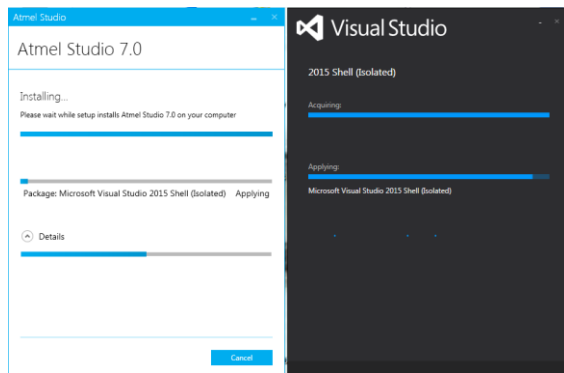 Atmel Studio
Atmel Studio 7.0
Installing...
Please wait while setup installs Atmel Studio 7.0 on your computer
Package: Microsoft Visual Studio 2015 Shell (Isolated) Applying
Details
Cancel
Visual Studio
2015 Shell (Isolated)
Acquiring:
Applying:
Microsoft Visual Studio 2015 Shell (Isolated)